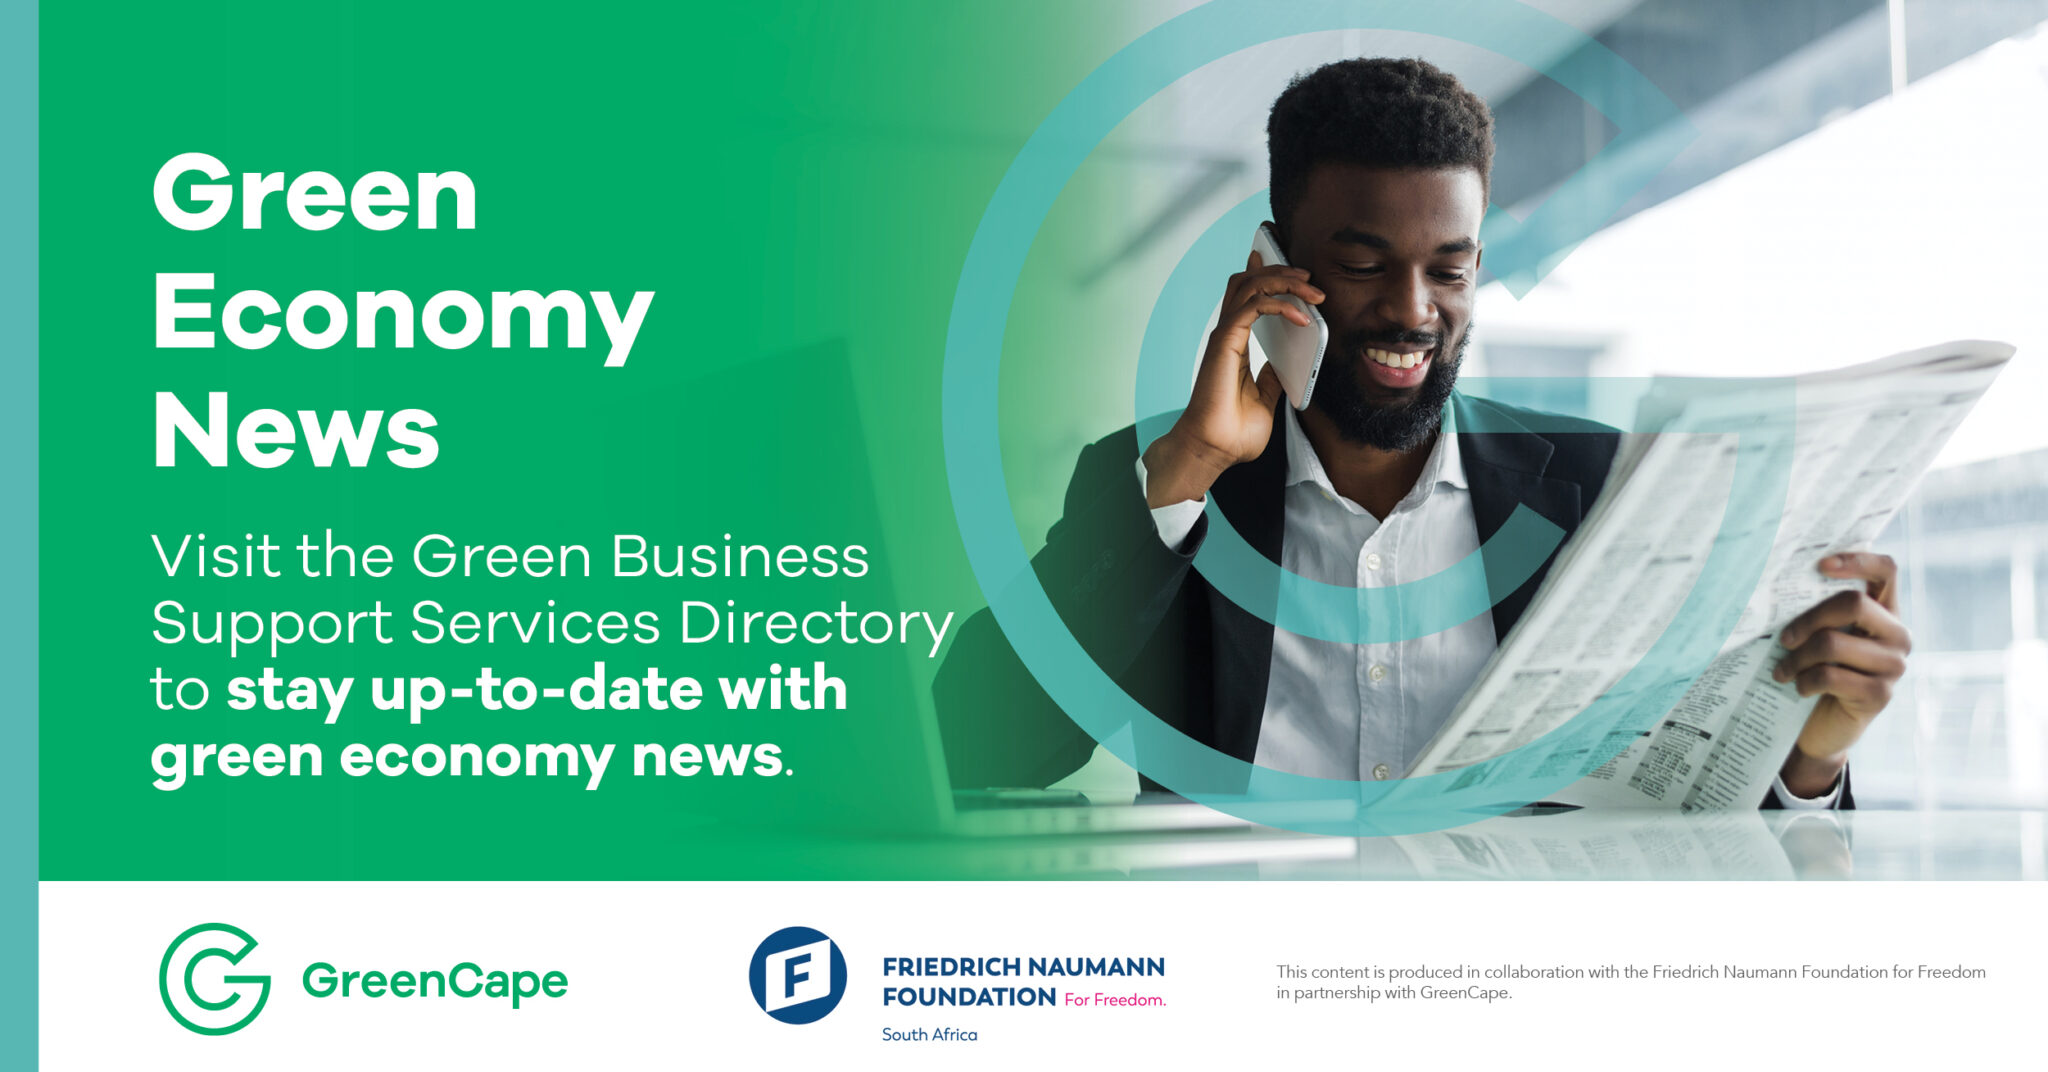 Green
Economy
News
Visit the Green Business
Support Services Directory
to stay up-to-date with
green economy news.
GreenCape
F
FRIEDRICH NAUMANN
FOUNDATION For Freedom.
South Africa
This content is produced in collaboration with the Friedrich Naumann Foundation for Freedom
in partnership with GreenCape.